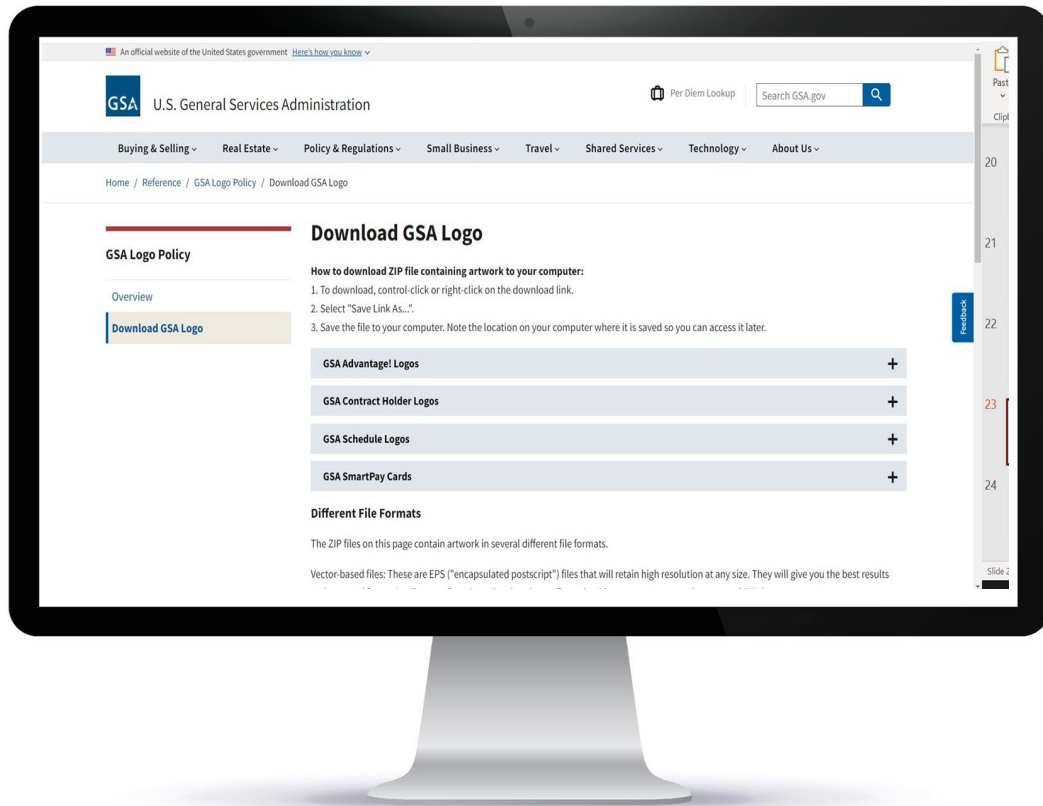 An official website of the United States government Here's how you know
GSA
U.S. General Services Administration
Per Diem Lookup
Search GSA.gov
Buying & Selling Real Estate Policy & Regulations Small Business Travel Shared Services Technology About Us
Home / Reference / GSA Logo Policy / Download GSA Logo
GSA Logo Policy
Overview
Download GSA Logo
Download GSA Logo
How to download ZIP file containing artwork to your computer:
1. To download, control-click or right-click on the download link.
2. Select "Save Link As...".
3. Save the file to your computer. Note the location on your computer where it is saved so you can access it later.
GSA Advantage! Logos +
GSA Contract Holder Logos +
GSA Schedule Logos +
GSA SmartPay Cards +
Different File Formats
The ZIP files on this page contain artwork in several different file formats.
Vector-based files: These are EPS ("encapsulated postscript") files that will retain high resolution at any size. They will give you the best results
Feedback
Past
Clipb
20
21
22
23
24
Slide 2